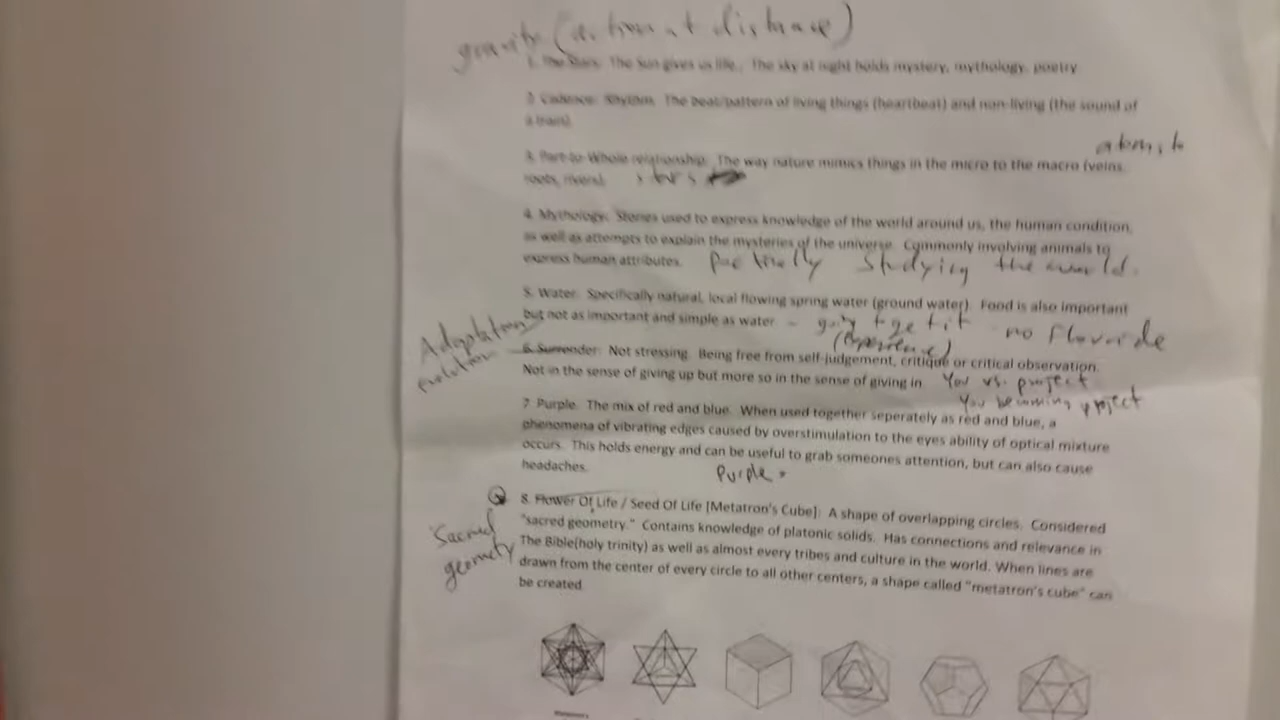 gravity (action at distance)
1. The Stars: The Sun gives us life. The sky at night holds mystery, mythology, poetry
2. Cadence: Rhythm. The beat/pattern of living things (heartbeat) and non-living (the sound of
a train).
atoms to
3. Part-to-Whole relationship: The way nature mimics things in the micro to the macro (veins,
roots, rivers). stars
4. Mythology: Stories used to express knowledge of the world around us, the human condition,
as well as attempts to explain the mysteries of the universe. Commonly involving animals to
express human attributes. Poetically studying the world.
5. Water: Specifically natural, local flowing spring water (ground water). Food is also important
but not as important and simple as water - going to get it no flouride
(experience)
Adaptation
evolution
6. Surrender: Not stressing. Being free from self-judgement, critique or critical observation.
Not in the sense of giving up but more so in the sense of giving in You vs. project
You becoming project
7. Purple: The mix of red and blue. When used together seperately as red and blue, a
phenomena of vibrating edges caused by overstimulation to the eyes ability of optical mixture
occurs. This holds energy and can be useful to grab someones attention, but can also cause
headaches. Purple
8. Flower Of Life / Seed Of Life [Metatron's Cube]: A shape of overlapping circles. Considered
"sacred geometry." Contains knowledge of platonic solids. Has connections and relevance in
The Bible(holy trinity) as well as almost every tribes and culture in the world. When lines are
drawn from the center of every circle to all other centers, a shape called "metatron's cube" can
be created
Sacred
geometry